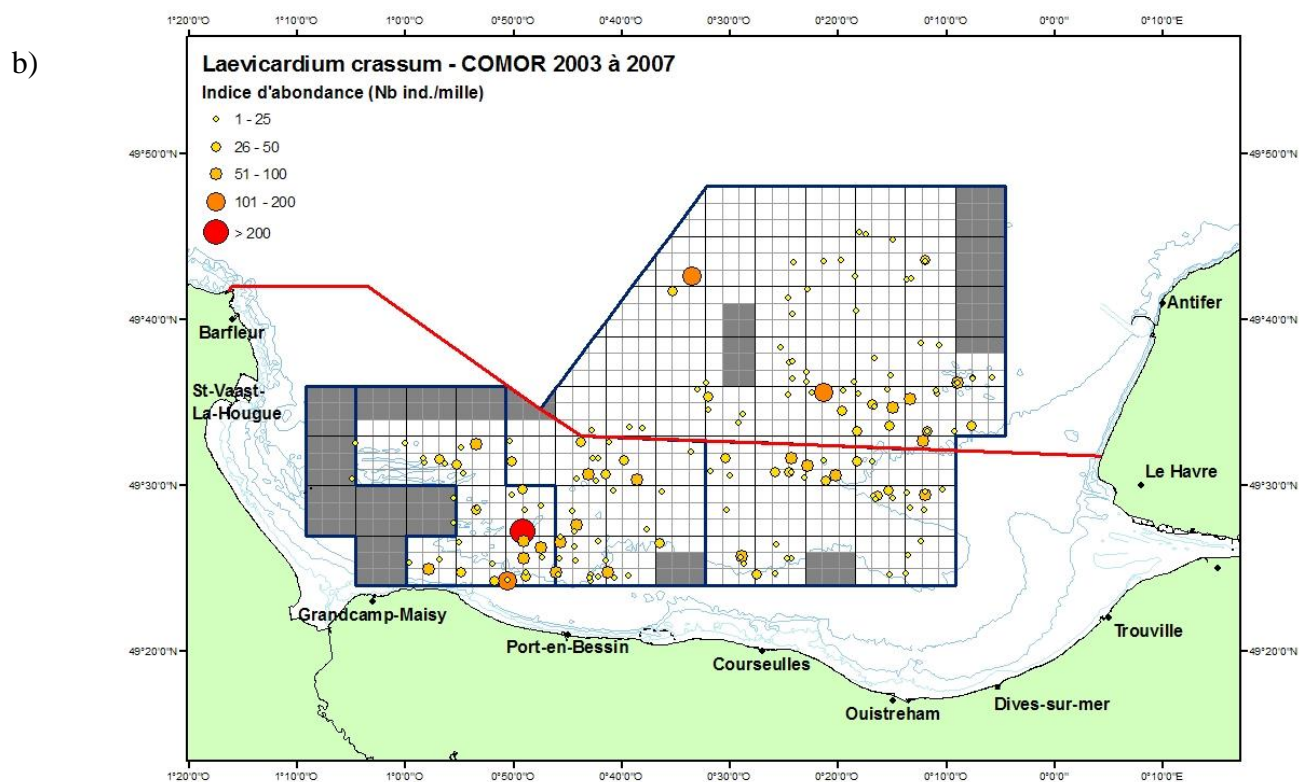 b)
1°20'0"O 1°10'0"O 1°0'0"O 0°50'0"O 0°40'0"O 0°30'0"O 0°20'0"O 0°10'0"O 0°0'0" 0°10'0"E
Laevicardium crassum - COMOR 2003 à 2007
Indice d'abondance (Nb ind./mille)
1 - 25
26 - 50
51 - 100
101 - 200
> 200
49°50'0"N 49°50'0"N
Antifer
49°40'0"N 49°40'0"N
Barfleur
St-Vaast-
La-Hougue
Le Havre
49°30'0"N 49°30'0"N
Grandcamp-Maisy
Trouville
Port-en-Bessin
49°20'0"N 49°20'0"N
Courseulles
Dives-sur-mer
Ouistreham
1°20'0"O 1°10'0"O 1°0'0"O 0°50'0"O 0°40'0"O 0°30'0"O 0°20'0"O 0°10'0"O 0°0'0" 0°10'0"E